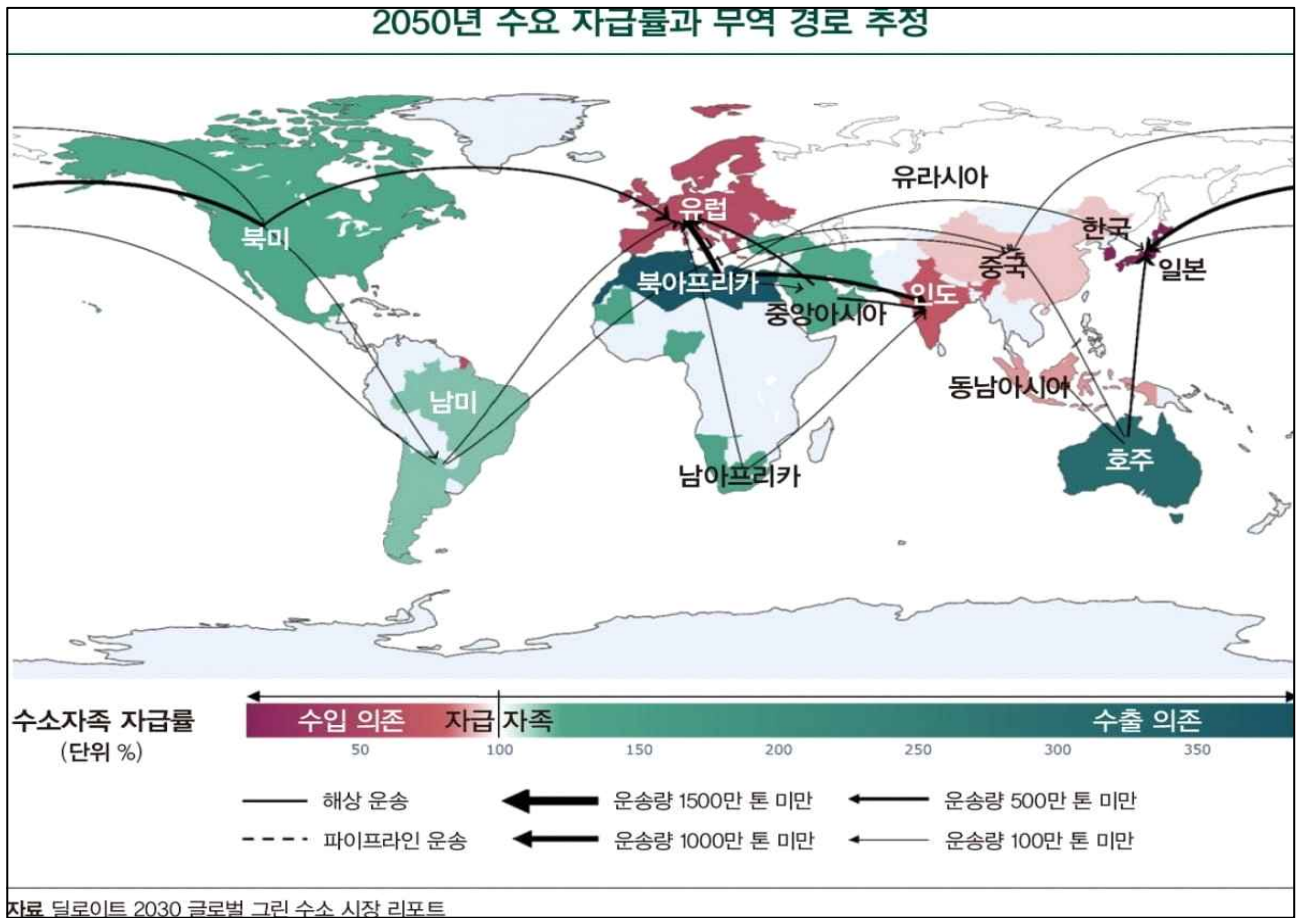 2050년 수요 자급률과 무역 경로 추정
유라시아
유럽
북미
한국
중국
일본
북아프리카
인도
중앙아시아
동남아시아
남미
호주
남아프리카
수소자족 자급률
(단위 %)
수입 의존
자급
자족
수출 의존
50 100 150 200 250 300 350
해상 운송
운송량 1500만 톤 미만
운송량 500만 톤 미만
파이프라인 운송
운송량 1000만 톤 미만
운송량 100만 톤 미만
자료 딜로이트 2030 글로벌 그린 수소 시장 리포트